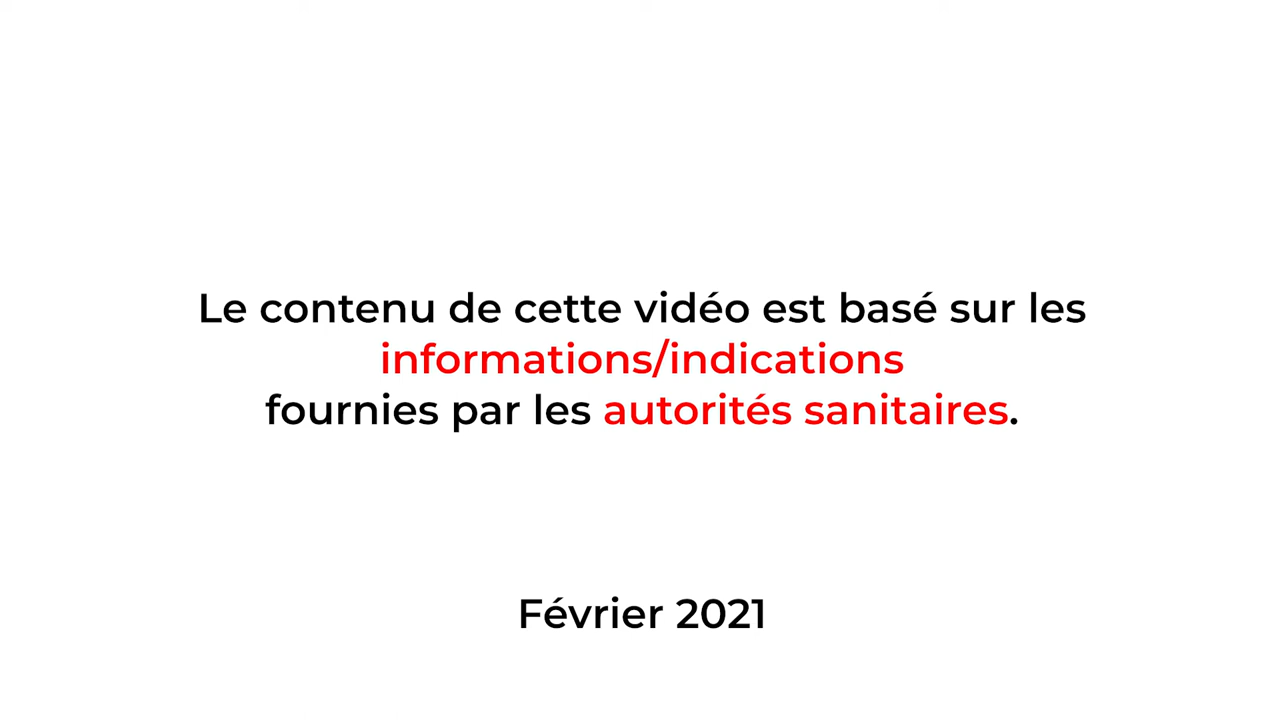 Le contenu de cette vidéo est basé sur les
informations/indications
fournies par les autorités sanitaires.
Février 2021